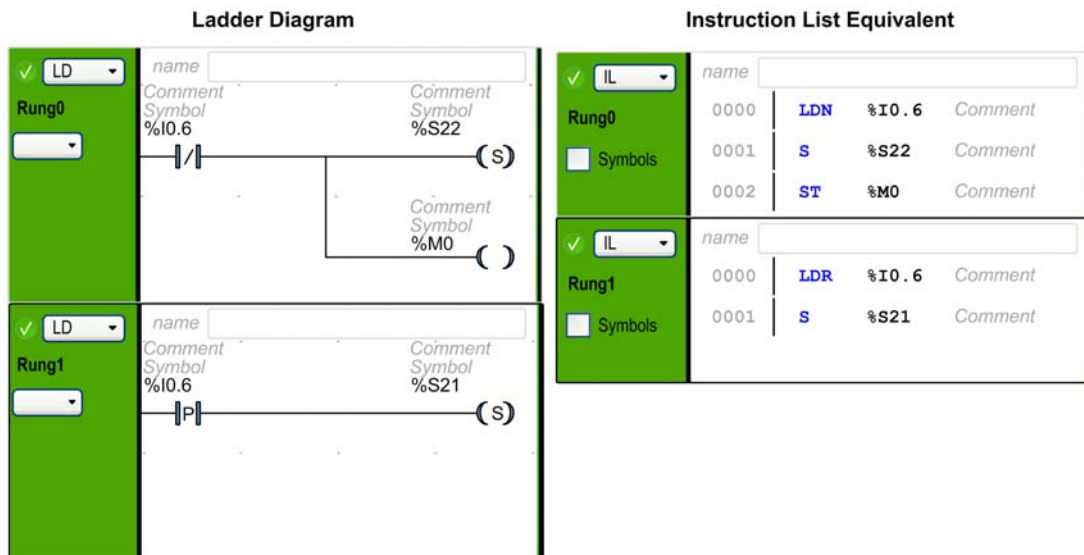 Ladder Diagram
LD
name
Rung0
Comment
Symbol
%I0.6
/
Comment
Symbol
%S22
S
Comment
Symbol
%M0
LD
name
Rung1
Comment
Symbol
%I0.6
P
Comment
Symbol
%S21
S
Instruction List Equivalent
IL
name
Rung0
Symbols
0000 LDN %I0.6 Comment
0001 S %S22 Comment
0002 ST %M0 Comment
IL
name
Rung1
Symbols
0000 LDR %I0.6 Comment
0001 S %S21 Comment